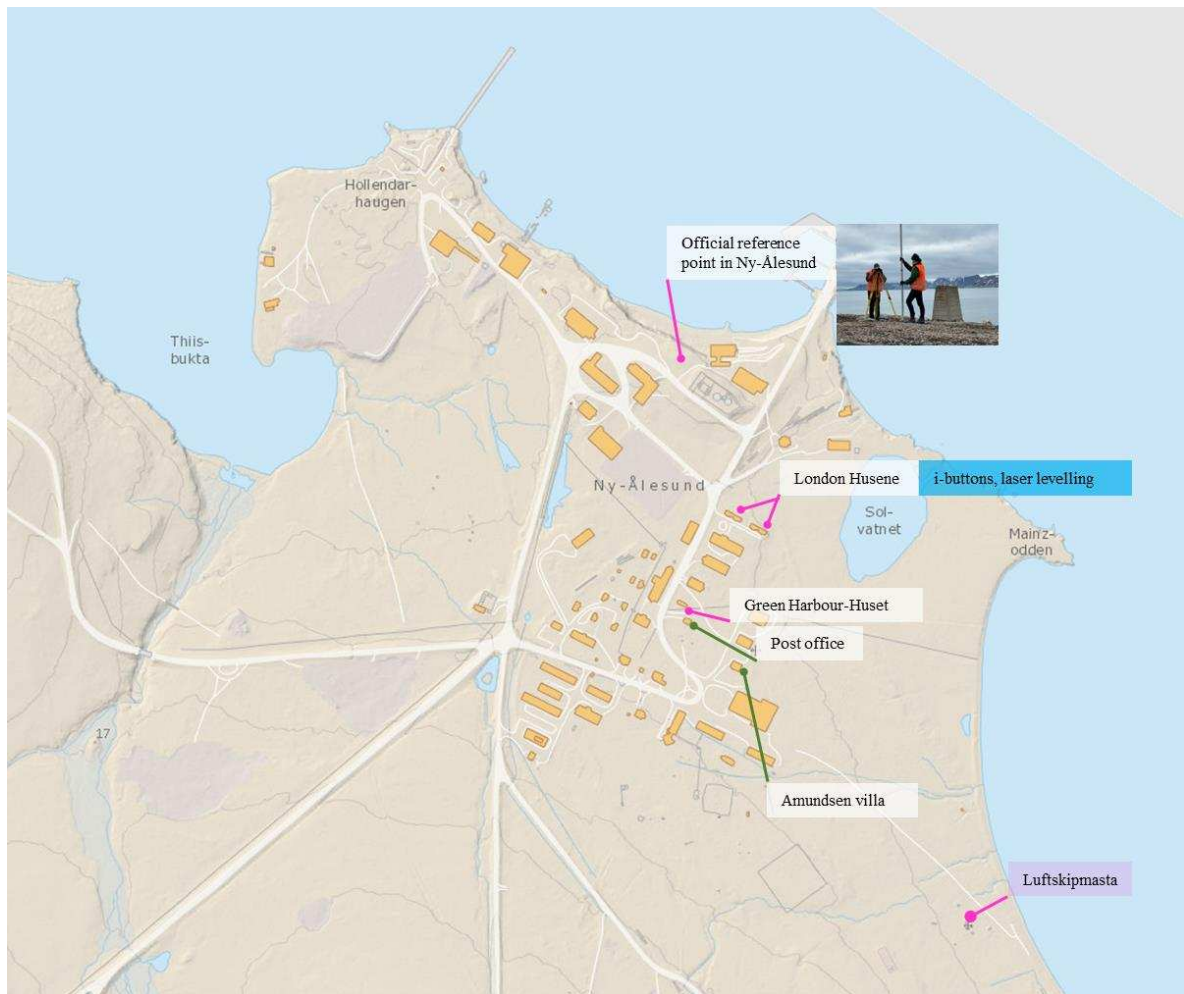 Hollendar-
haugen
Official reference
point in Ny-Ålesund
Thiis-
bukta
London Husene
i-buttons, laser levelling
Ny-Ålesund
Sol-
vatnet
Mainz-
odden
Green Harbour-Huset
Post office
17
Amundsen villa
Luftskipmasta